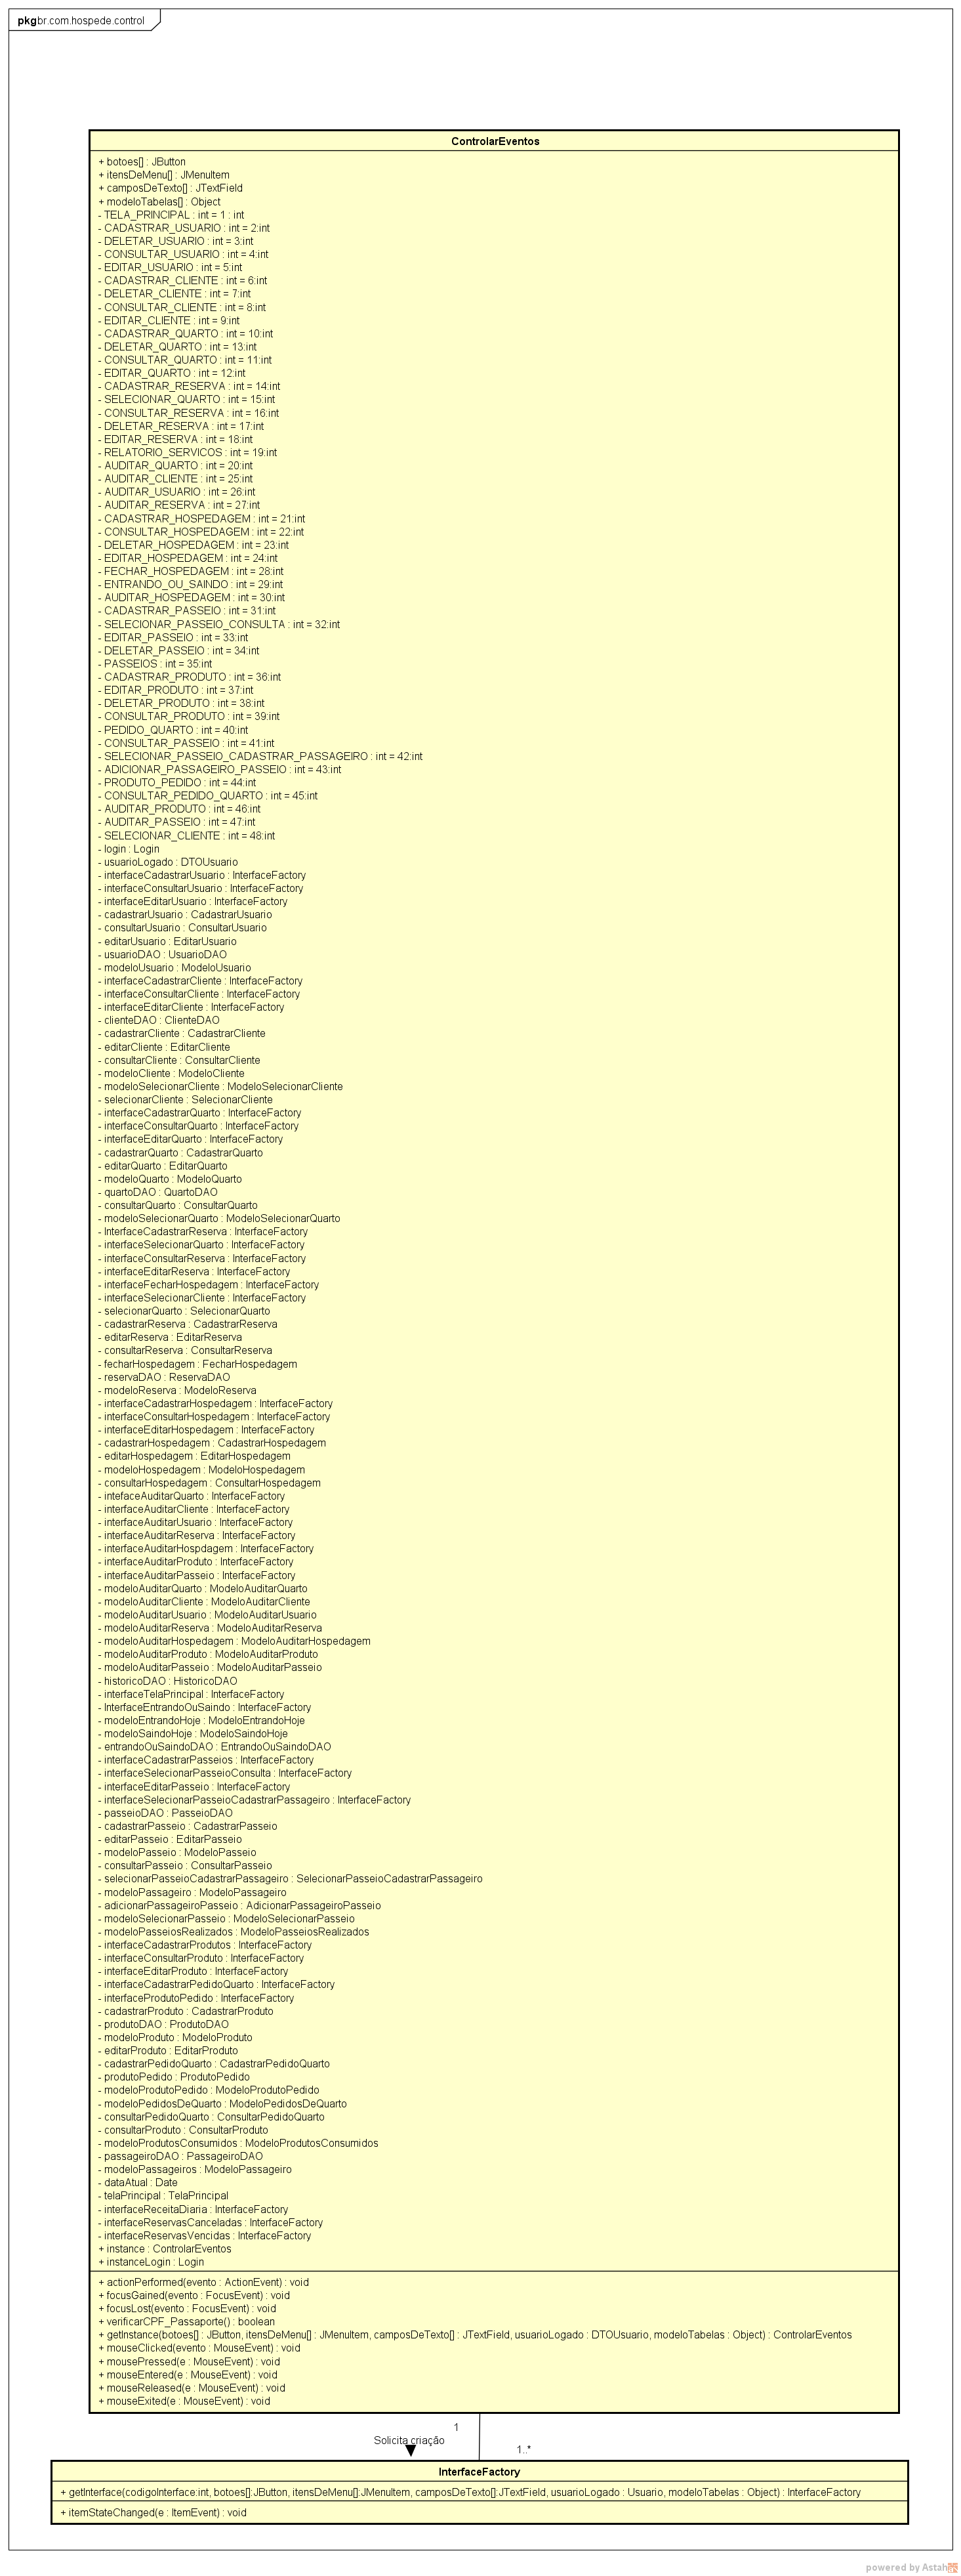 pkg br.com.hospede.control
ControlarEventos
+ botoes[] : JButton
+ itensDeMenu[] : JMenuItem
+ camposDeTexto[] : JTextField
+ modeloTabelas[] : Object
- TELA_PRINCIPAL : int = 1 : int
- CADASTRAR_USUARIO : int = 2:int
- DELETAR_USUARIO : int = 3:int
- CONSULTAR_USUARIO : int = 4:int
- EDITAR_USUARIO : int = 5:int
- CADASTRAR_CLIENTE : int = 6:int
- DELETAR_CLIENTE : int = 7:int
- CONSULTAR_CLIENTE : int = 8:int
- EDITAR_CLIENTE : int = 9:int
- CADASTRAR_QUARTO : int = 10:int
- DELETAR_QUARTO : int = 13:int
- CONSULTAR_QUARTO : int = 11:int
- EDITAR_QUARTO : int = 12:int
- CADASTRAR_RESERVA : int = 14:int
- SELECIONAR_QUARTO : int = 15:int
- CONSULTAR_RESERVA : int = 16:int
- DELETAR_RESERVA : int = 17:int
- EDITAR_RESERVA : int = 18:int
- RELATORIO_SERVICOS : int = 19:int
- AUDITAR_QUARTO : int = 20:int
- AUDITAR_CLIENTE : int = 25:int
- AUDITAR_USUARIO : int = 26:int
- AUDITAR_RESERVA : int = 27:int
- CADASTRAR_HOSPEDAGEM : int = 21:int
- CONSULTAR_HOSPEDAGEM : int = 22:int
- DELETAR_HOSPEDAGEM : int = 23:int
- EDITAR_HOSPEDAGEM : int = 24:int
- FECHAR_HOSPEDAGEM : int = 28:int
- ENTRANDO_OU_SAINDO : int = 29:int
- AUDITAR_HOSPEDAGEM : int = 30:int
- CADASTRAR_PASSEIO : int = 31:int
- SELECIONAR_PASSEIO_CONSULTA : int = 32:int
- EDITAR_PASSEIO : int = 33:int
- DELETAR_PASSEIO : int = 34:int
- PASSEIOS : int = 35:int
- CADASTRAR_PRODUTO : int = 36:int
- EDITAR_PRODUTO : int = 37:int
- DELETAR_PRODUTO : int = 38:int
- CONSULTAR_PRODUTO : int = 39:int
- PEDIDO_QUARTO : int = 40:int
- CONSULTAR_PASSEIO : int = 41:int
- SELECIONAR_PASSEIO_CADASTRAR_PASSAGEIRO : int = 42:int
- ADICIONAR_PASSAGEIRO_PASSEIO : int = 43:int
- PRODUTO_PEDIDO : int = 44:int
- CONSULTAR_PEDIDO_QUARTO : int = 45:int
- AUDITAR_PRODUTO : int = 46:int
- AUDITAR_PASSEIO : int = 47:int
- SELECIONAR_CLIENTE : int = 48:int
- login : Login
- usuarioLogado : DTOUsuario
- interfaceCadastrarUsuario : InterfaceFactory
- interfaceConsultarUsuario : InterfaceFactory
- interfaceEditarUsuario : InterfaceFactory
- cadastrarUsuario : CadastrarUsuario
- consultarUsuario : ConsultarUsuario
- editarUsuario : EditarUsuario
- usuarioDAO : UsuarioDAO
- modeloUsuario : ModeloUsuario
- interfaceCadastrarCliente : InterfaceFactory
- interfaceConsultarCliente : InterfaceFactory
- interfaceEditarCliente : InterfaceFactory
- clienteDAO : ClienteDAO
- cadastrarCliente : CadastrarCliente
- editarCliente : EditarCliente
- consultarCliente : ConsultarCliente
- modeloCliente : ModeloCliente
- modeloSelecionarCliente : ModeloSelecionarCliente
- selecionarCliente : SelecionarCliente
- interfaceCadastrarQuarto : InterfaceFactory
- interfaceConsultarQuarto : InterfaceFactory
- interfaceEditarQuarto : InterfaceFactory
- cadastrarQuarto : CadastrarQuarto
- editarQuarto : EditarQuarto
- modeloQuarto : ModeloQuarto
- quartoDAO : QuartoDAO
- consultarQuarto : ConsultarQuarto
- modeloSelecionarQuarto : ModeloSelecionarQuarto
- InterfaceCadastrarReserva : InterfaceFactory
- interfaceSelecionarQuarto : InterfaceFactory
- interfaceConsultarReserva : InterfaceFactory
- interfaceEditarReserva : InterfaceFactory
- interfaceFecharHospedagem : InterfaceFactory
- interfaceSelecionarCliente : InterfaceFactory
- selecionarQuarto : SelecionarQuarto
- cadastrarReserva : CadastrarReserva
- editarReserva : EditarReserva
- consultarReserva : ConsultarReserva
- fecharHospedagem : FecharHospedagem
- reservaDAO : ReservaDAO
- modeloReserva : ModeloReserva
- interfaceCadastrarHospedagem : InterfaceFactory
- interfaceConsultarHospedagem : InterfaceFactory
- interfaceEditarHospedagem : InterfaceFactory
- cadastrarHospedagem : CadastrarHospedagem
- editarHospedagem : EditarHospedagem
- modeloHospedagem : ModeloHospedagem
- consultarHospedagem : ConsultarHospedagem
- intefaceAuditarQuarto : InterfaceFactory
- interfaceAuditarCliente : InterfaceFactory
- interfaceAuditarUsuario : InterfaceFactory
- interfaceAuditarReserva : InterfaceFactory
- interfaceAuditarHospdagem : InterfaceFactory
- interfaceAuditarProduto : InterfaceFactory
- interfaceAuditarPasseio : InterfaceFactory
- modeloAuditarQuarto : ModeloAuditarQuarto
- modeloAuditarCliente : ModeloAuditarCliente
- modeloAuditarUsuario : ModeloAuditarUsuario
- modeloAuditarReserva : ModeloAuditarReserva
- modeloAuditarHospedagem : ModeloAuditarHospedagem
- modeloAuditarProduto : ModeloAuditarProduto
- modeloAuditarPasseio : ModeloAuditarPasseio
- historicoDAO : HistoricoDAO
- interfaceTelaPrincipal : InterfaceFactory
- InterfaceEntrandoOuSaindo : InterfaceFactory
- modeloEntrandoHoje : ModeloEntrandoHoje
- modeloSaindoHoje : ModeloSaindoHoje
- entrandoOuSaindoDAO : EntrandoOuSaindoDAO
- interfaceCadastrarPasseios : InterfaceFactory
- interfaceSelecionarPasseioConsulta : InterfaceFactory
- interfaceEditarPasseio : InterfaceFactory
- interfaceSelecionarPasseioCadastrarPassageiro : InterfaceFactory
- passeioDAO : PasseioDAO
- cadastrarPasseio : CadastrarPasseio
- editarPasseio : EditarPasseio
- modeloPasseio : ModeloPasseio
- consultarPasseio : ConsultarPasseio
- selecionarPasseioCadastrarPassageiro : SelecionarPasseioCadastrarPassageiro
- modeloPassageiro : ModeloPassageiro
- adicionarPassageiroPasseio : AdicionarPassageiroPasseio
- modeloSelecionarPasseio : ModeloSelecionarPasseio
- modeloPasseiosRealizados : ModeloPasseiosRealizados
- interfaceCadastrarProdutos : InterfaceFactory
- interfaceConsultarProduto : InterfaceFactory
- interfaceEditarProduto : InterfaceFactory
- interfaceCadastrarPedidoQuarto : InterfaceFactory
- interfaceProdutoPedido : InterfaceFactory
- cadastrarProduto : CadastrarProduto
- produtoDAO : ProdutoDAO
- modeloProduto : ModeloProduto
- editarProduto : EditarProduto
- cadastrarPedidoQuarto : CadastrarPedidoQuarto
- produtoPedido : ProdutoPedido
- modeloProdutoPedido : ModeloProdutoPedido
- modeloPedidosDeQuarto : ModeloPedidosDeQuarto
- consultarPedidoQuarto : ConsultarPedidoQuarto
- consultarProduto : ConsultarProduto
- modeloProdutosConsumidos : ModeloProdutosConsumidos
- passageiroDAO : PassageiroDAO
- modeloPassageiros : ModeloPassageiro
- dataAtual : Date
- telaPrincipal : TelaPrincipal
- interfaceReceitaDiaria : InterfaceFactory
- interfaceReservasCanceladas : InterfaceFactory
- interfaceReservasVencidas : InterfaceFactory
+ instance : ControlarEventos
+ instanceLogin : Login
+ actionPerformed(evento : ActionEvent) : void
+ focusGained(evento : FocusEvent) : void
+ focusLost(evento : FocusEvent) : void
+ verificarCPF_Passaporte() : boolean
+ getInstance(botoes[] : JButton, itensDeMenu[] : JMenuItem, camposDeTexto[] : JTextField, usuarioLogado : DTOUsuario, modeloTabelas : Object) : ControlarEventos
+ mouseClicked(evento : MouseEvent) : void
+ mousePressed(e : MouseEvent) : void
+ mouseEntered(e : MouseEvent) : void
+ mouseReleased(e : MouseEvent) : void
+ mouseExited(e : MouseEvent) : void
1
Solicita criação
1..*
InterfaceFactory
+ getInterface(codigoInterface:int, botoes[]:JButton, itensDeMenu[]:JMenuItem, camposDeTexto[]:JTextField, usuarioLogado : Usuario, modeloTabelas : Object) : InterfaceFactory
+ itemStateChanged(e : ItemEvent) : void
powered by Astah